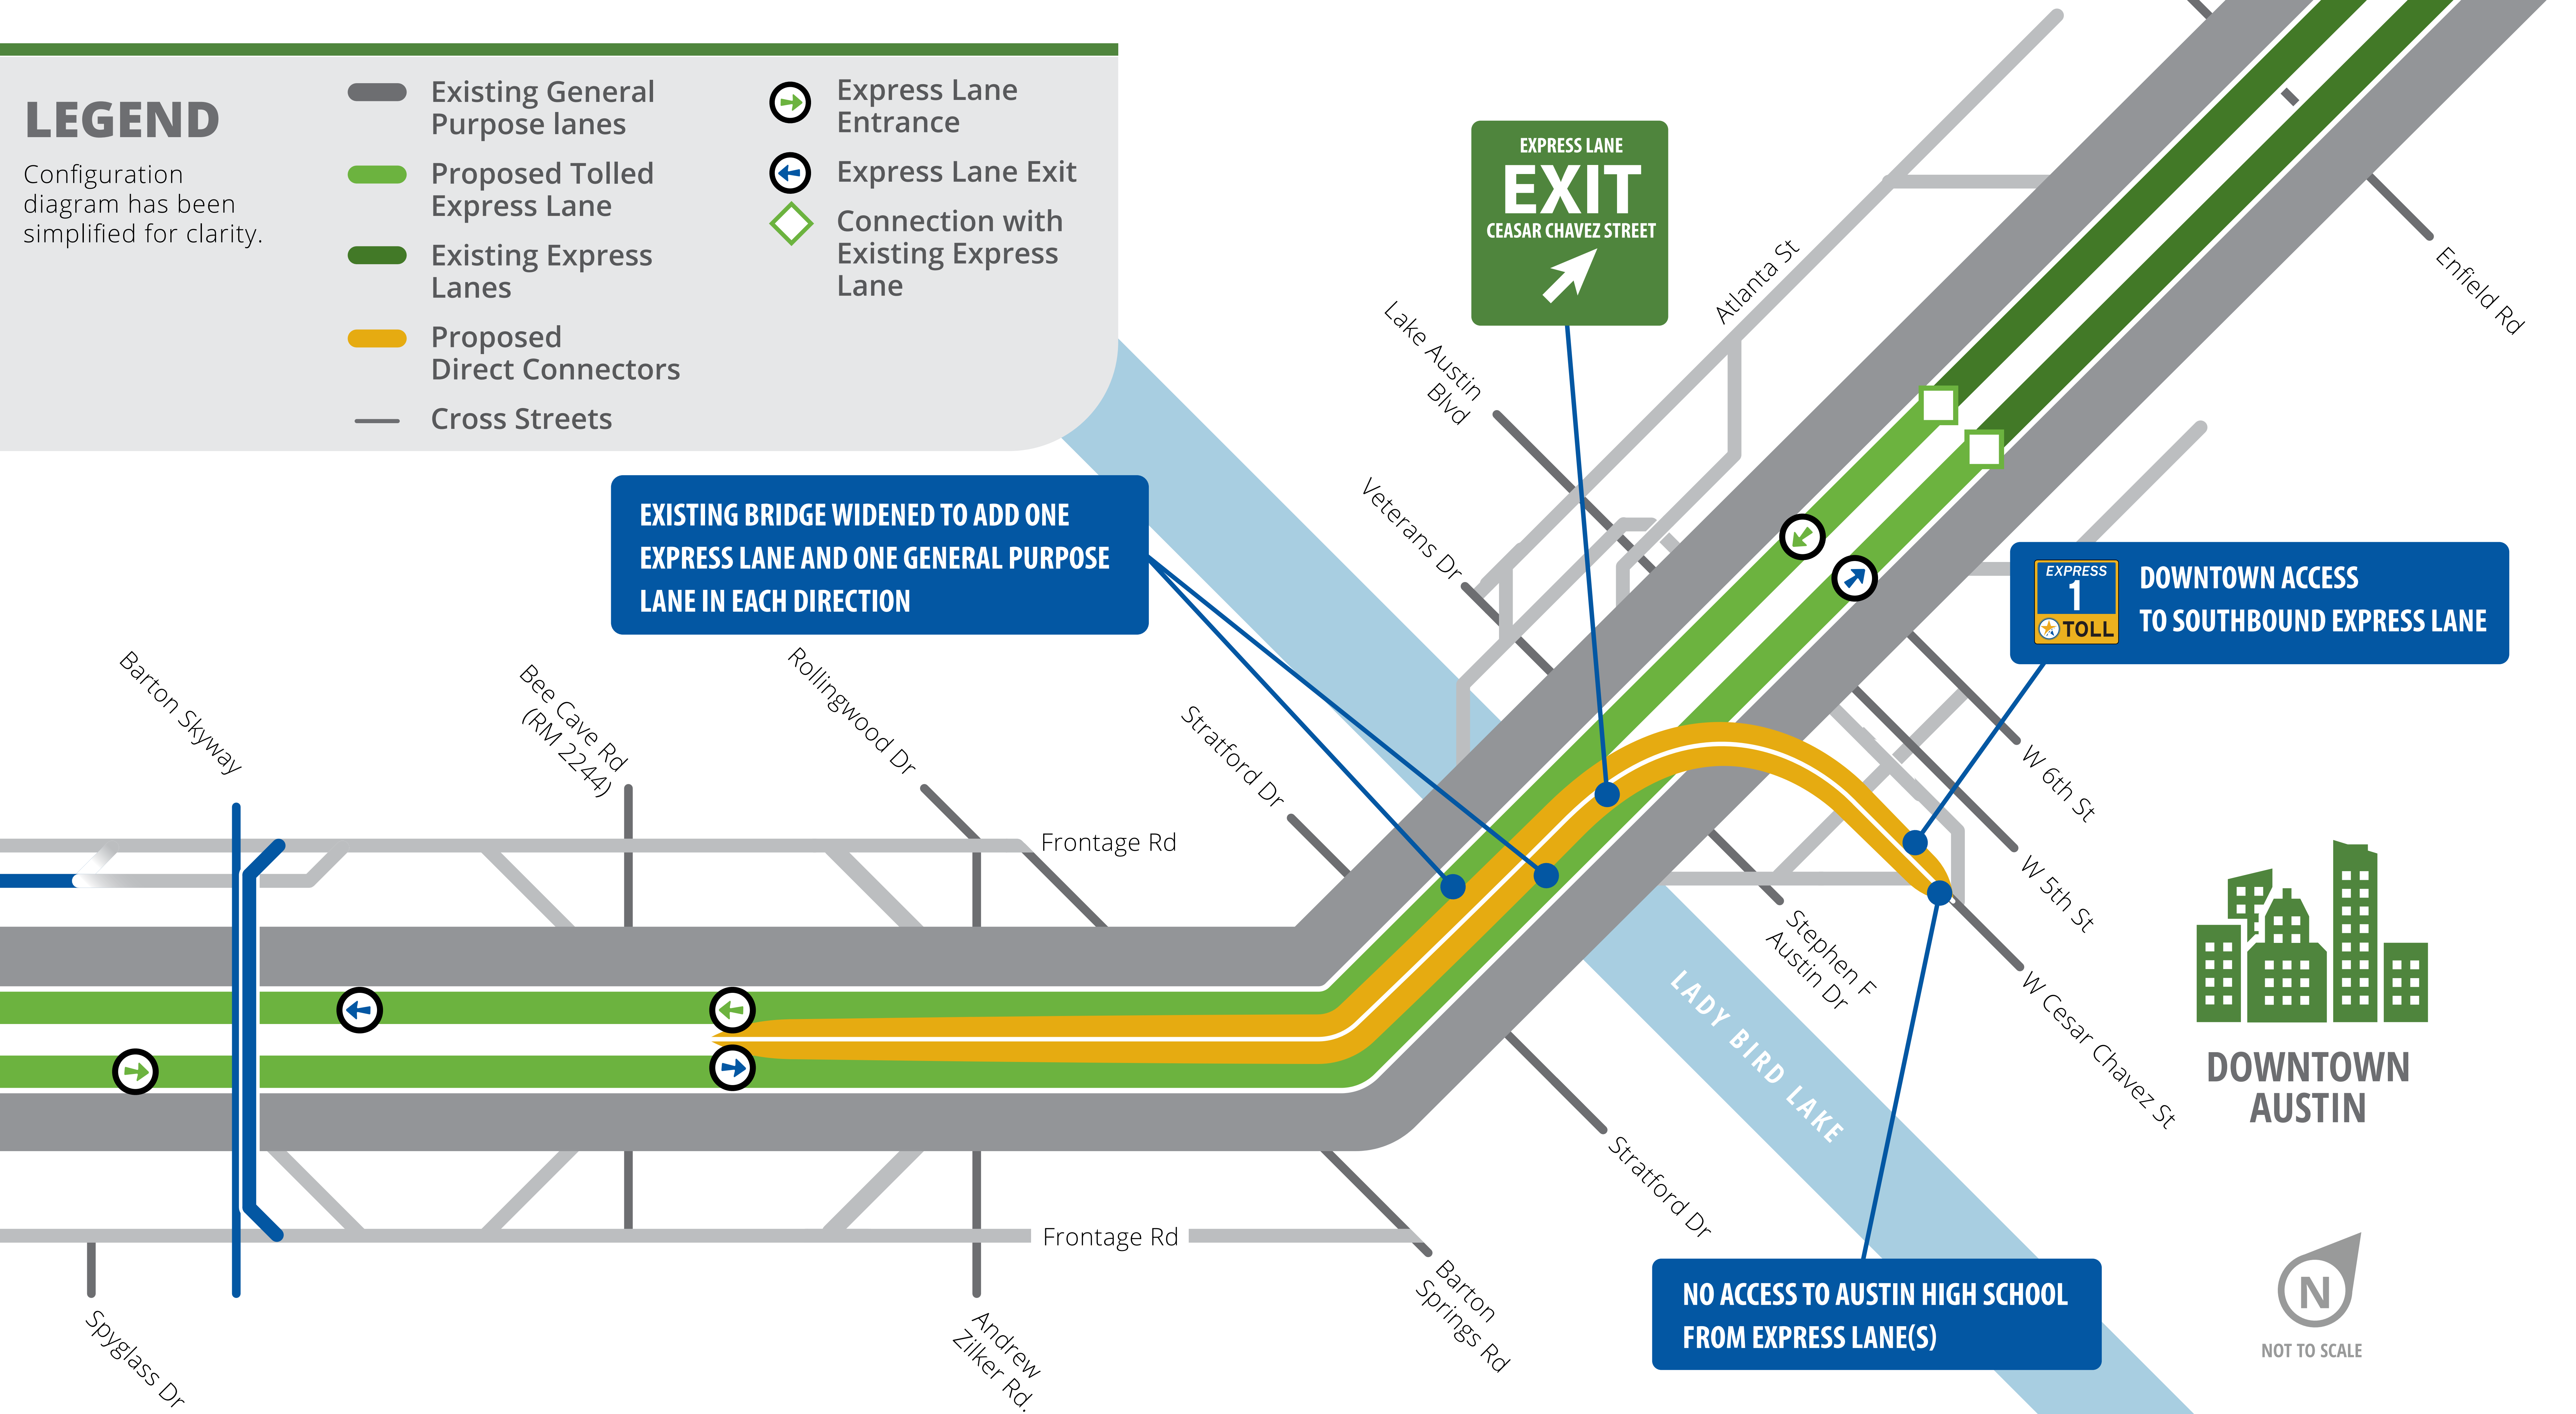 LEGEND
Configuration
diagram has been
simplified for clarity.
Existing General
Purpose lanes
Proposed Tolled
Express Lane
Existing Express
Lanes
Proposed
Direct Connectors
Cross Streets
Express Lane
Entrance
Express Lane Exit
Connection with
Existing Express
Lane
EXPRESS LANE
EXIT
CEASAR CHAVEZ STREET
Atlanta St
Enfield Rd
Lake Austin
Blvd
Veterans Dr
EXISTING BRIDGE WIDENED TO ADD ONE
EXPRESS LANE AND ONE GENERAL PURPOSE
LANE IN EACH DIRECTION
EXPRESS
1
TOLL
DOWNTOWN ACCESS
TO SOUTHBOUND EXPRESS LANE
Barton Skyway
Bee Cave Rd
(RM 2244)
Rollingwood Dr
Stratford Dr
Frontage Rd
W 6th St
W 5th St
W Cesar Chavez St
Stephen F
Austin Dr
LADY BIRD LAKE
DOWNTOWN
AUSTIN
Stratford Dr
Frontage Rd
Barton
Springs Rd
Andrew
Zilker Rd.
Spyglass Dr
NO ACCESS TO AUSTIN HIGH SCHOOL
FROM EXPRESS LANE(S)
N
NOT TO SCALE